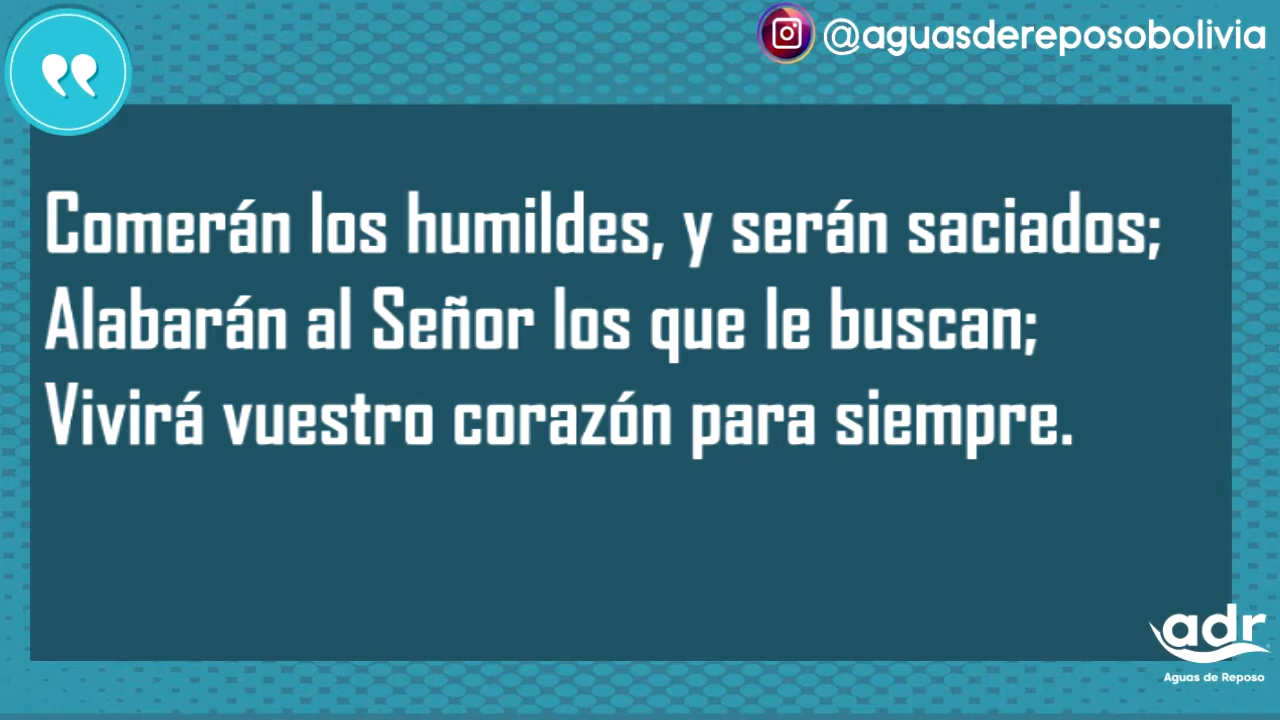 @aguasdereposobolivia
Comerán los humildes, y serán saciados;
Alabarán al Señor los que le buscan;
Vivirá vuestro corazón para siempre.
adr
Aguas de Reposo